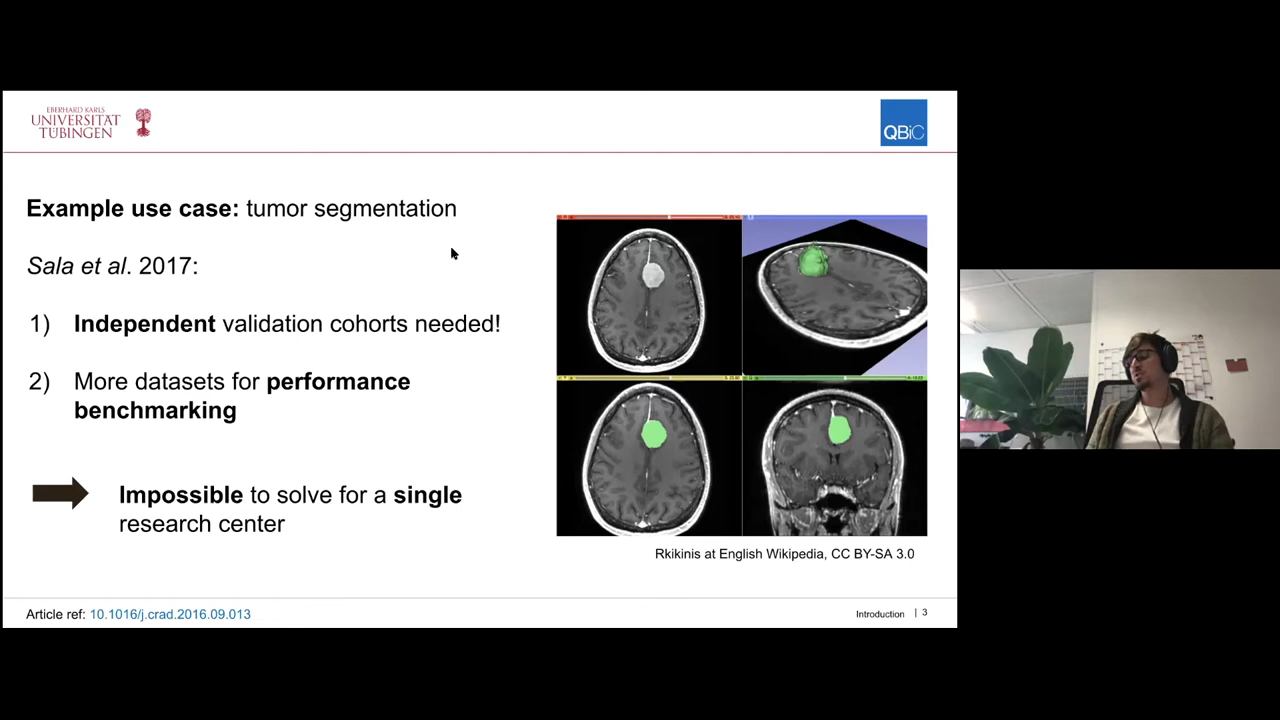 EBERHARD KARLS
UNIVERSITÄT
TÜBINGEN
QBiC
Example use case: tumor segmentation
Sala et al. 2017:
1) Independent validation cohorts needed!
2) More datasets for performance
benchmarking
Impossible to solve for a single
research center
Rkikinis at English Wikipedia, CC BY-SA 3.0
Article ref: 10.1016/j.crad.2016.09.013
Introduction | 3